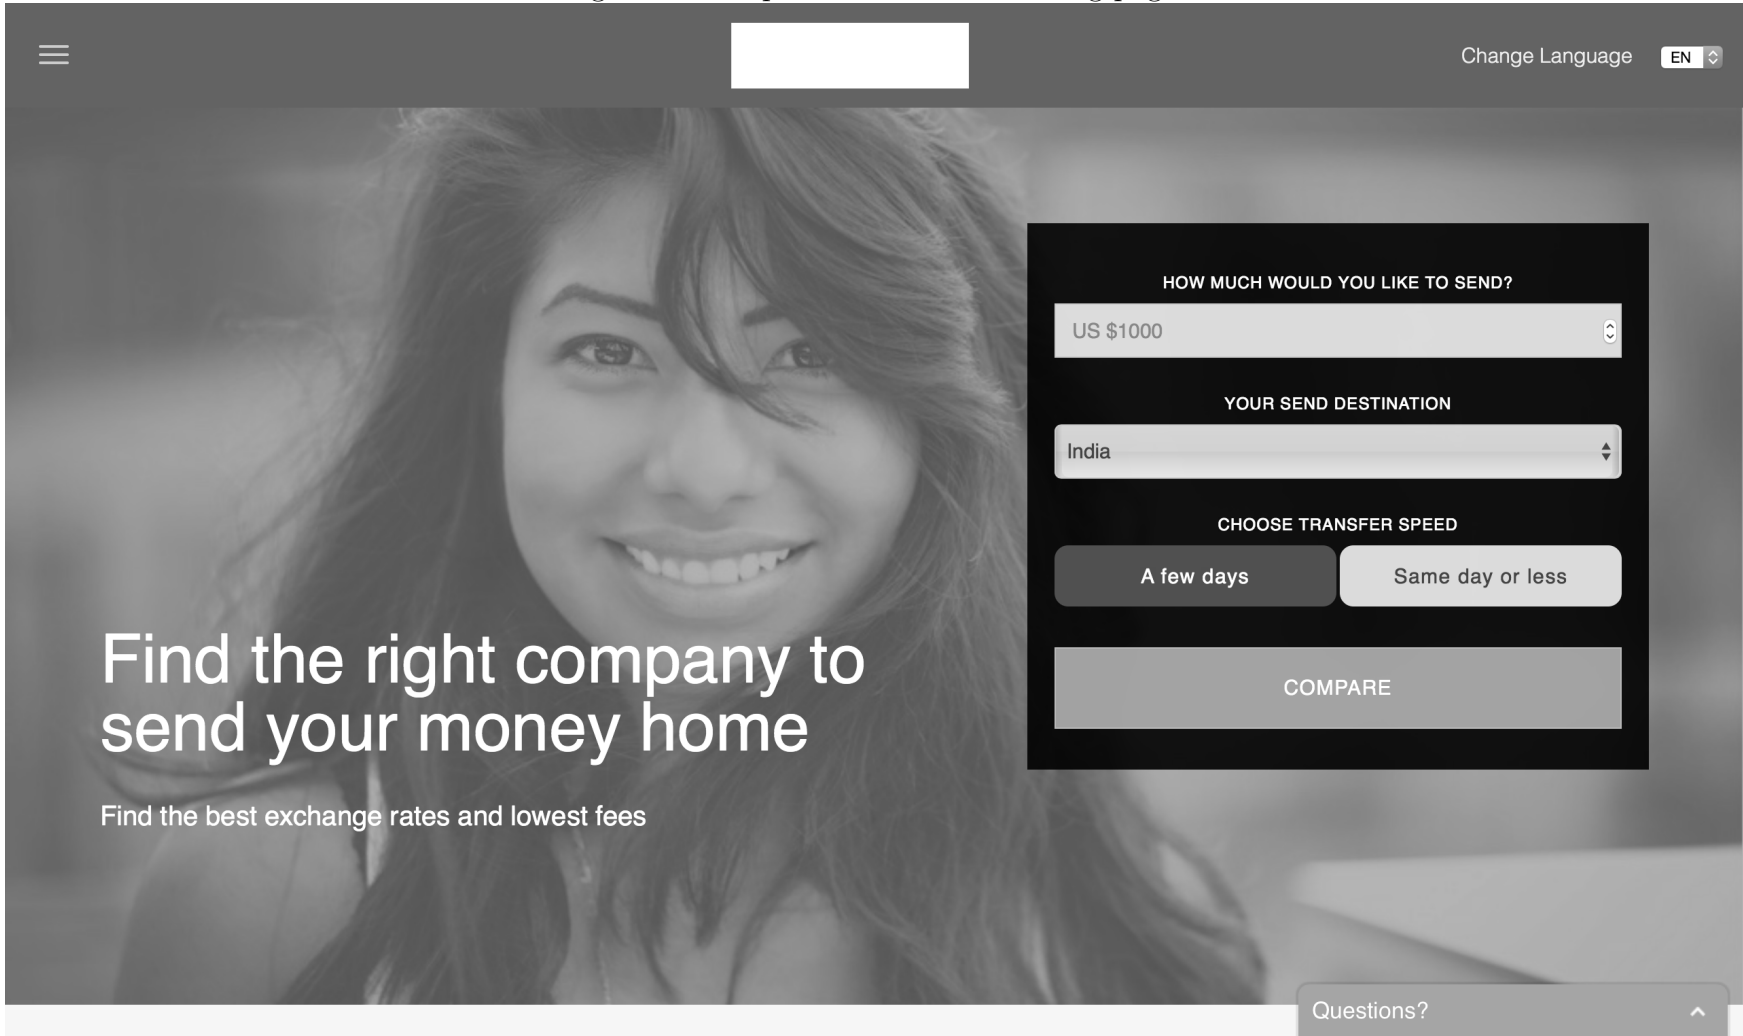 Change Language
EN
HOW MUCH WOULD YOU LIKE TO SEND?
US $1000
YOUR SEND DESTINATION
India
CHOOSE TRANSFER SPEED
A few days
Same day or less
COMPARE
Find the right company to
send your money home
Find the best exchange rates and lowest fees
Questions?